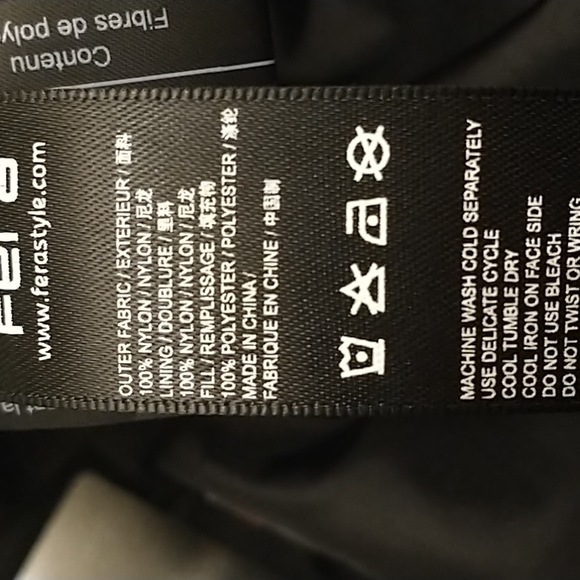 Contenu
Fibres de poly
Fera
www.ferastyle.com
OUTER FABRIC / EXTERIEUR / 面料
100% NYLON / NYLON / 尼龙
LINING / DOUBLURE / 里料
100% NYLON / NYLON / 尼龙
FILL / REMPLISSAGE / 填充物
100% POLYESTER / POLYESTER / 涤纶
MADE IN CHINA /
FABRIQUE EN CHINE / 中国制
MACHINE WASH COLD SEPARATELY
USE DELICATE CYCLE
COOL TUMBLE DRY
COOL IRON ON FACE SIDE
DO NOT USE BLEACH
DO NOT TWIST OR WRING